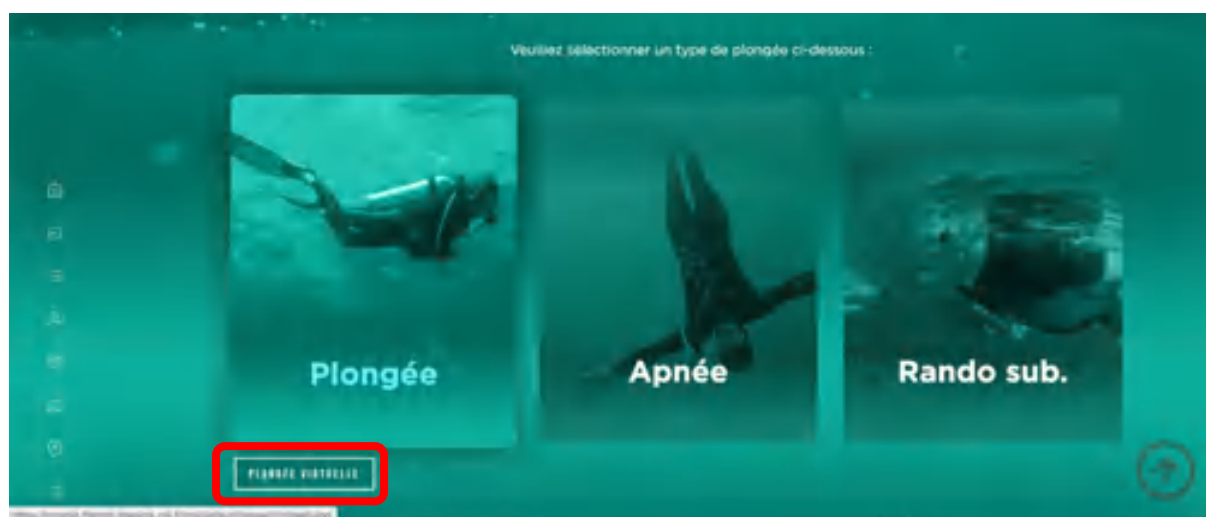 Veuillez sélectionner un type de plongée ci-dessous :
Plongée
Apnée
Rando sub.
PLONGÉE VIRTUELLE